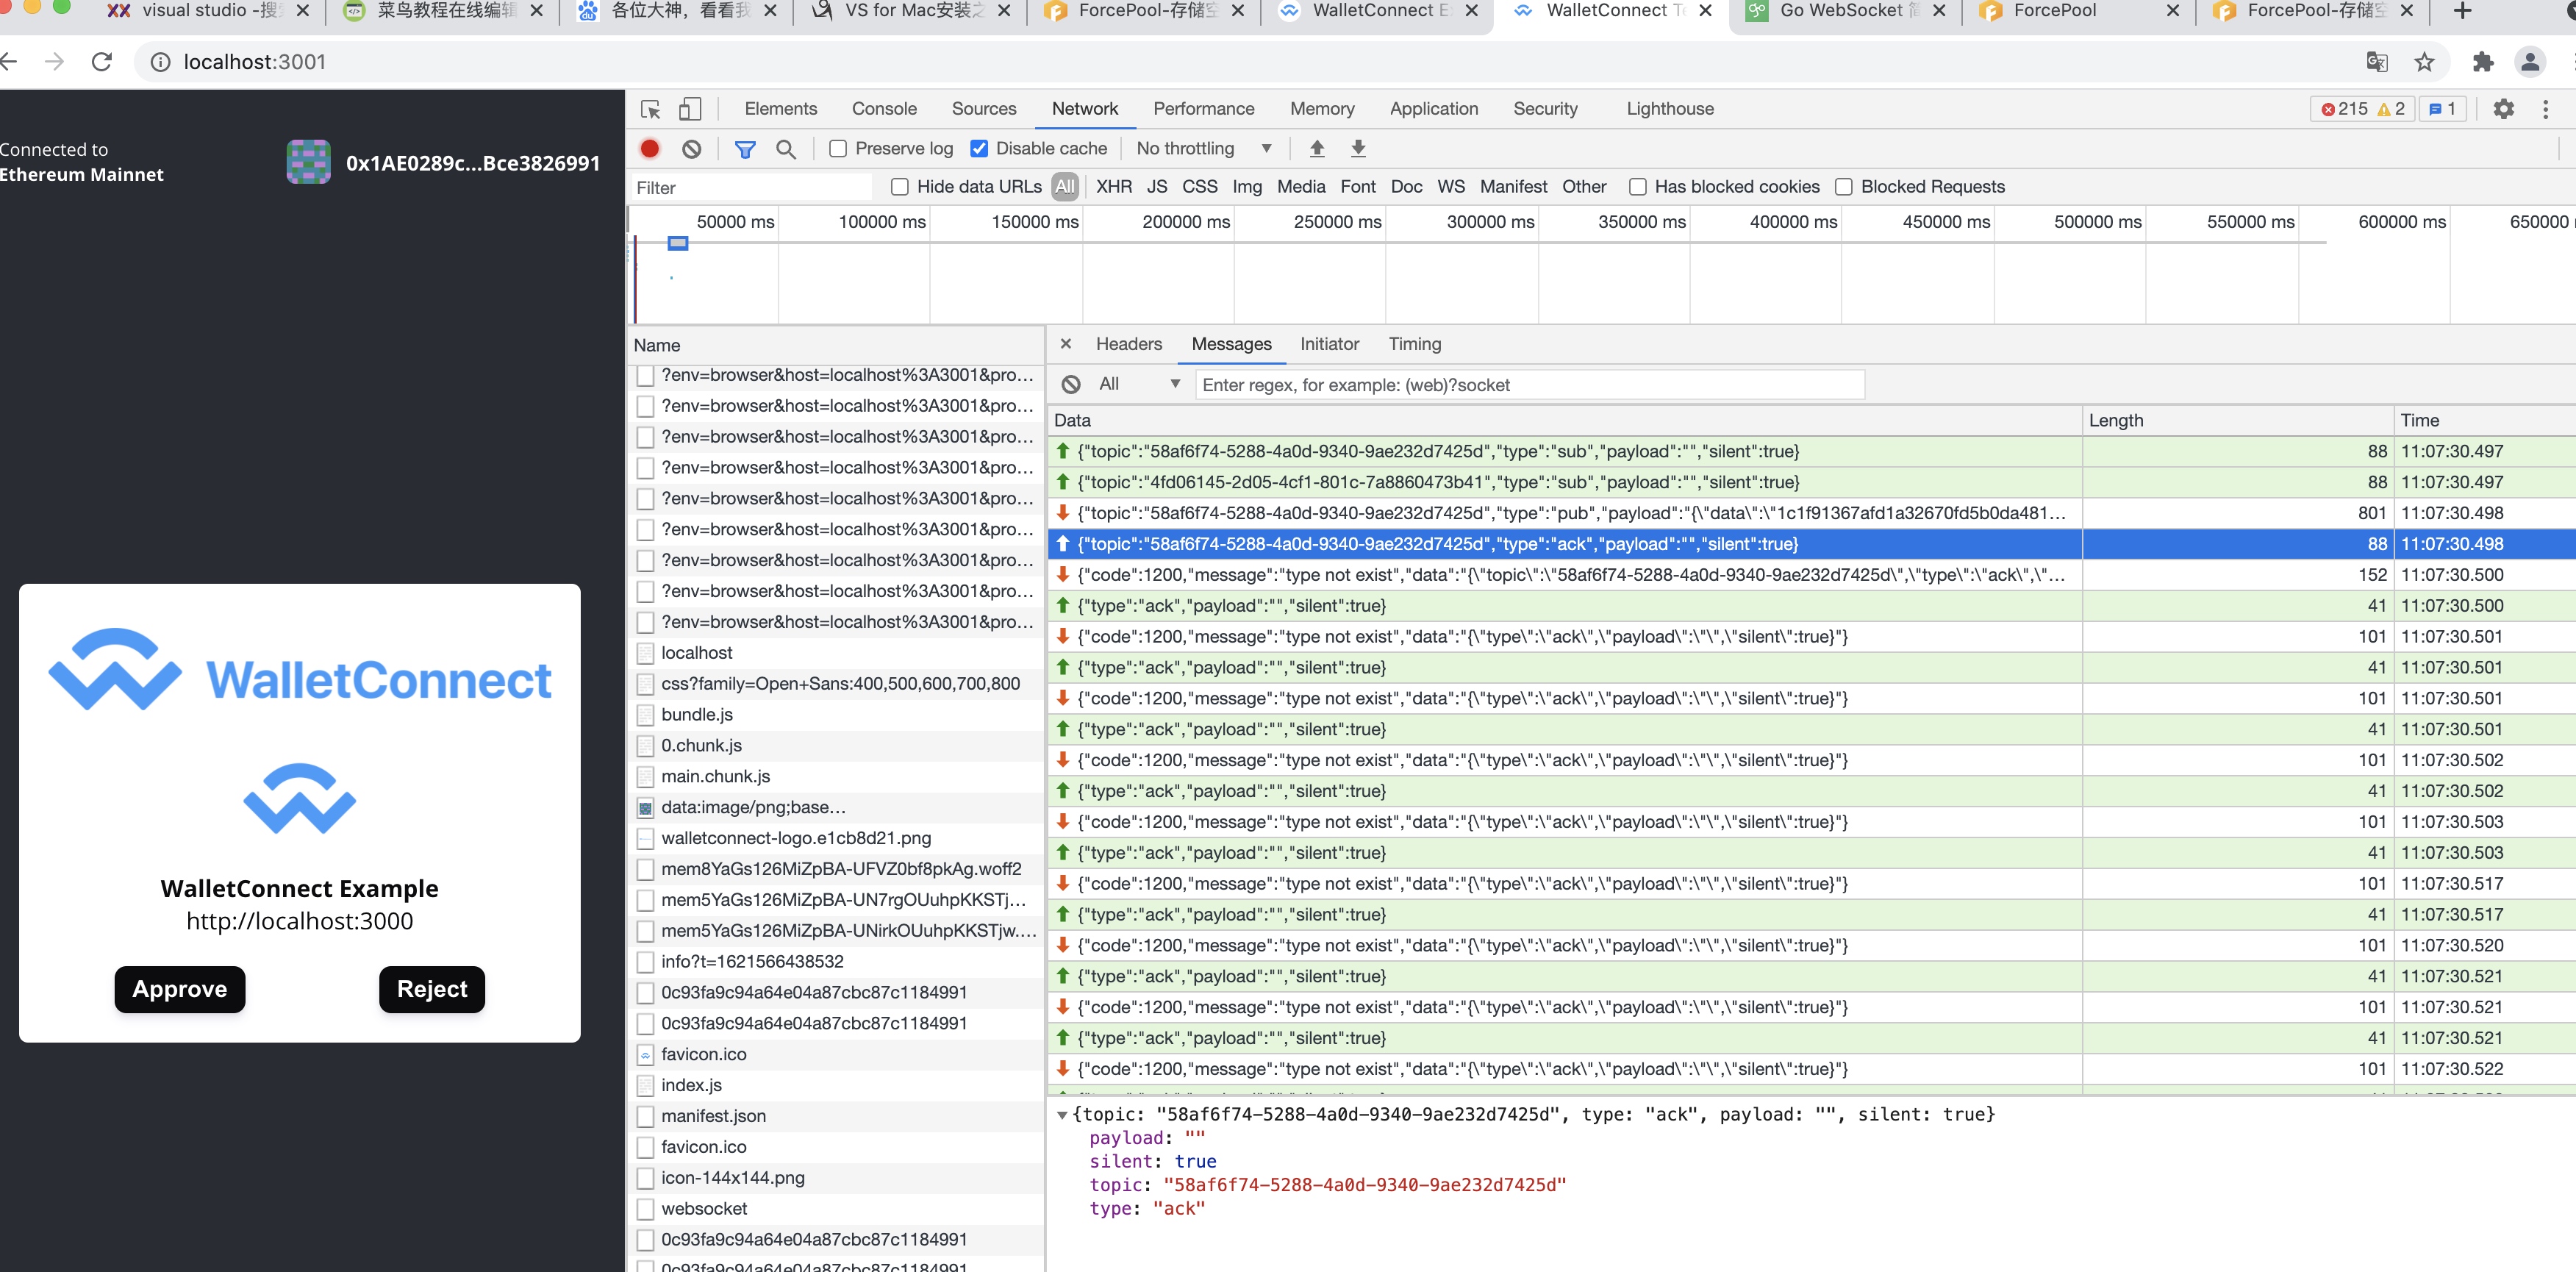 visual studio -搜
菜鸟教程在线编辑
各位大神，看看我
VS for Mac安装之
ForcePool-存储空
WalletConnect E
WalletConnect Te
Go WebSocket 简
ForcePool
ForcePool-存储空
localhost:3001
Connected to
Ethereum Mainnet
0x1AE0289c...Bce3826991
WalletConnect
WalletConnect Example
http://localhost:3000
Approve Reject
Elements Console Sources Network Performance Memory Application Security Lighthouse 215 2 1
Preserve log Disable cache No throttling
Filter Hide data URLs All XHR JS CSS Img Media Font Doc WS Manifest Other Has blocked cookies Blocked Requests
50000 ms 100000 ms 150000 ms 200000 ms 250000 ms 300000 ms 350000 ms 400000 ms 450000 ms 500000 ms 550000 ms 600000 ms 650000
Name
?env=browser&host=localhost%3A3001&pro...
?env=browser&host=localhost%3A3001&pro...
?env=browser&host=localhost%3A3001&pro...
?env=browser&host=localhost%3A3001&pro...
?env=browser&host=localhost%3A3001&pro...
?env=browser&host=localhost%3A3001&pro...
?env=browser&host=localhost%3A3001&pro...
?env=browser&host=localhost%3A3001&pro...
?env=browser&host=localhost%3A3001&pro...
localhost
css?family=Open+Sans:400,500,600,700,800
bundle.js
0.chunk.js
main.chunk.js
data:image/png;base...
walletconnect-logo.e1cb8d21.png
mem8YaGs126MiZpBA-UFVZ0bf8pkAg.woff2
mem5YaGs126MiZpBA-UN7rgOUuhpKKSTj...
mem5YaGs126MiZpBA-UNirkOUuhpKKSTjw....
info?t=1621566438532
0c93fa9c94a64e04a87cbc87c1184991
0c93fa9c94a64e04a87cbc87c1184991
favicon.ico
index.js
manifest.json
favicon.ico
icon-144x144.png
websocket
0c93fa9c94a64e04a87cbc87c1184991
0c93fa9c94a64e04a87cbc87c1184991
Headers Messages Initiator Timing
All Enter regex, for example: (web)?socket
Data Length Time
{"topic":"58af6f74-5288-4a0d-9340-9ae232d7425d","type":"sub","payload":"","silent":true} 88 11:07:30.497
{"topic":"4fd06145-2d05-4cf1-801c-7a8860473b41","type":"sub","payload":"","silent":true} 88 11:07:30.497
{"topic":"58af6f74-5288-4a0d-9340-9ae232d7425d","type":"pub","payload":"{\"data\":\"1c1f91367afd1a32670fd5b0da481... 801 11:07:30.498
{"topic":"58af6f74-5288-4a0d-9340-9ae232d7425d","type":"ack","payload":"","silent":true} 88 11:07:30.498
{"code":1200,"message":"type not exist","data":"{\"topic\":\"58af6f74-5288-4a0d-9340-9ae232d7425d\",\"type\":\"ack\",\"... 152 11:07:30.500
{"type":"ack","payload":"","silent":true} 41 11:07:30.500
{"code":1200,"message":"type not exist","data":"{\"type\":\"ack\",\"payload\":\"\",\"silent\":true}"} 101 11:07:30.501
{"type":"ack","payload":"","silent":true} 41 11:07:30.501
{"code":1200,"message":"type not exist","data":"{\"type\":\"ack\",\"payload\":\"\",\"silent\":true}"} 101 11:07:30.501
{"type":"ack","payload":"","silent":true} 41 11:07:30.501
{"code":1200,"message":"type not exist","data":"{\"type\":\"ack\",\"payload\":\"\",\"silent\":true}"} 101 11:07:30.502
{"type":"ack","payload":"","silent":true} 41 11:07:30.502
{"code":1200,"message":"type not exist","data":"{\"type\":\"ack\",\"payload\":\"\",\"silent\":true}"} 101 11:07:30.503
{"type":"ack","payload":"","silent":true} 41 11:07:30.503
{"code":1200,"message":"type not exist","data":"{\"type\":\"ack\",\"payload\":\"\",\"silent\":true}"} 101 11:07:30.517
{"type":"ack","payload":"","silent":true} 41 11:07:30.517
{"code":1200,"message":"type not exist","data":"{\"type\":\"ack\",\"payload\":\"\",\"silent\":true}"} 101 11:07:30.520
{"type":"ack","payload":"","silent":true} 41 11:07:30.521
{"code":1200,"message":"type not exist","data":"{\"type\":\"ack\",\"payload\":\"\",\"silent\":true}"} 101 11:07:30.521
{"type":"ack","payload":"","silent":true} 41 11:07:30.521
{"code":1200,"message":"type not exist","data":"{\"type\":\"ack\",\"payload\":\"\",\"silent\":true}"} 101 11:07:30.522
{topic: "58af6f74-5288-4a0d-9340-9ae232d7425d", type: "ack", payload: "", silent: true}
payload: ""
silent: true
topic: "58af6f74-5288-4a0d-9340-9ae232d7425d"
type: "ack"